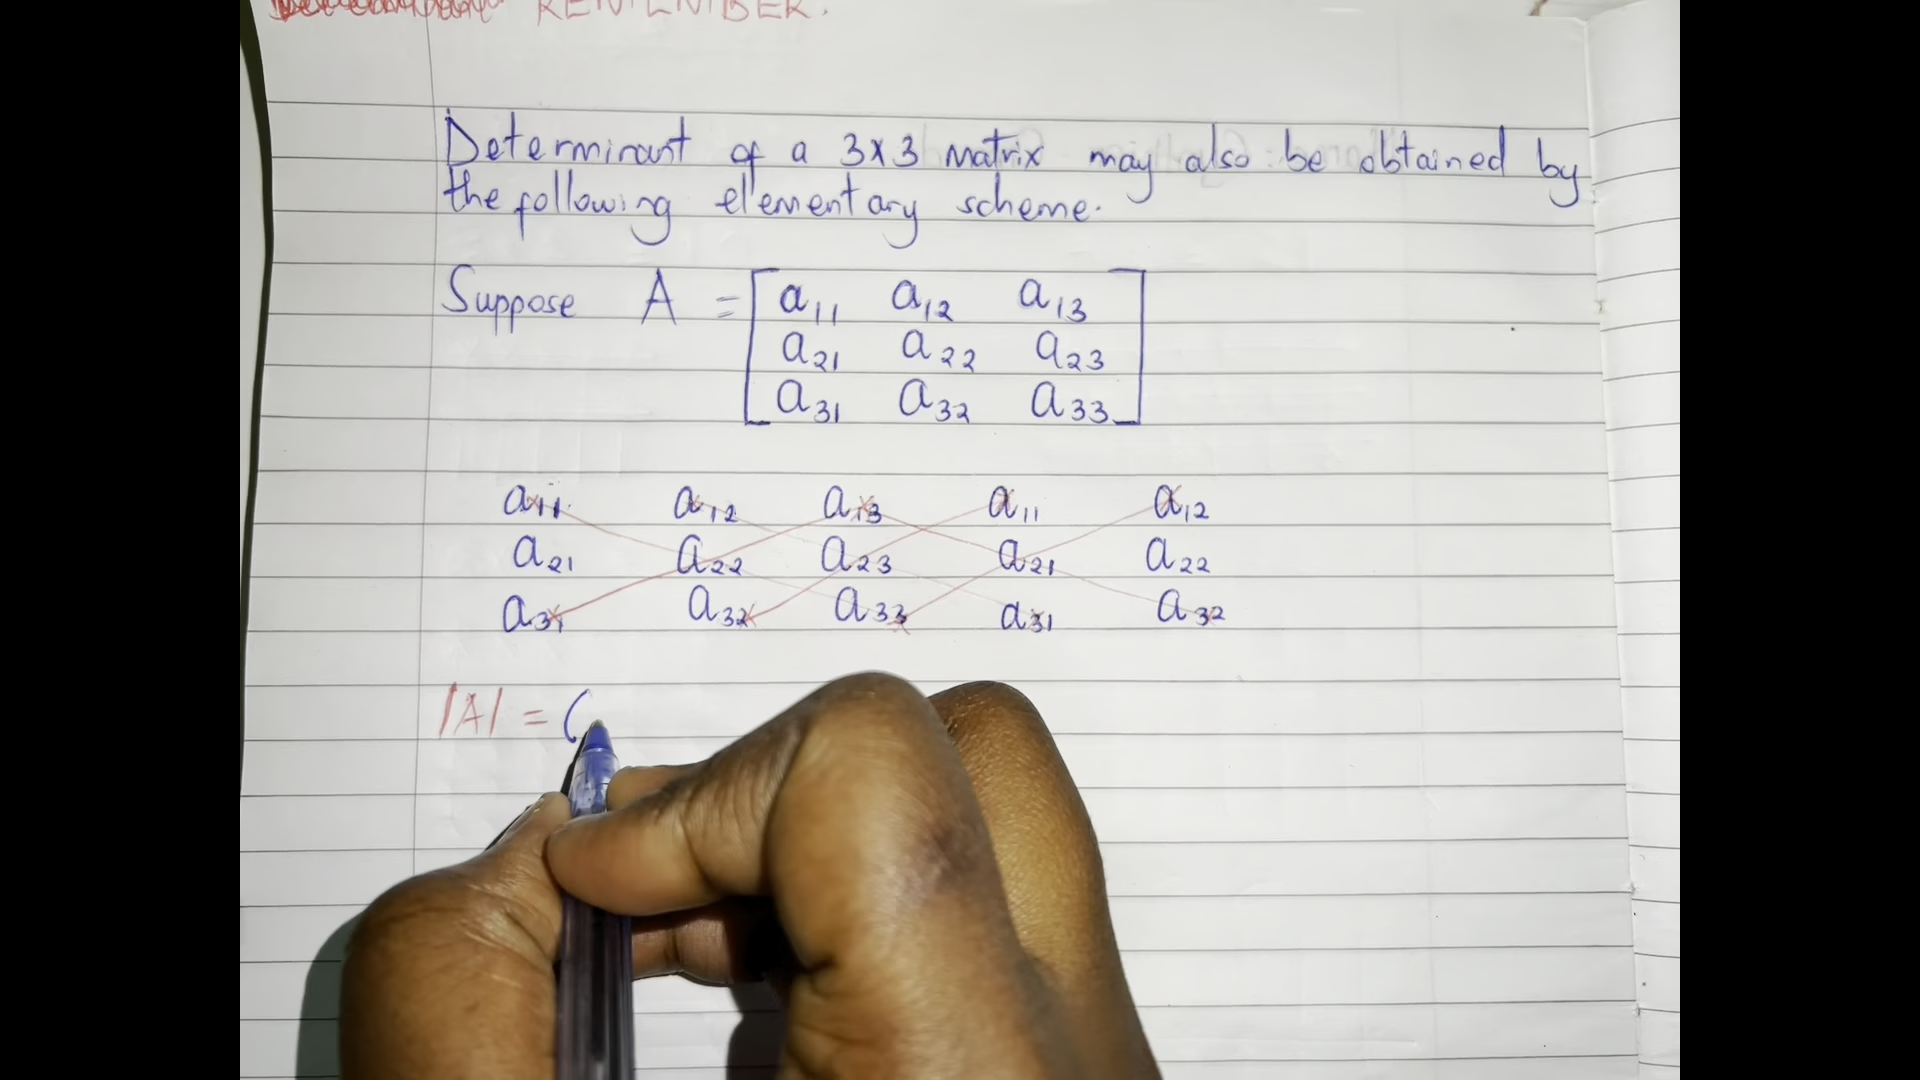 REMEMBER.
Determinant of a 3x3 Matrix may also be obtained by
the following elementary scheme.
Suppose A = [a11 a12 a13
a21 a22 a23
a31 a32 a33]
a11 a12 a13 a11 a12
a21 a22 a23 a21 a22
a31 a32 a33 a31 a32
|A| = (